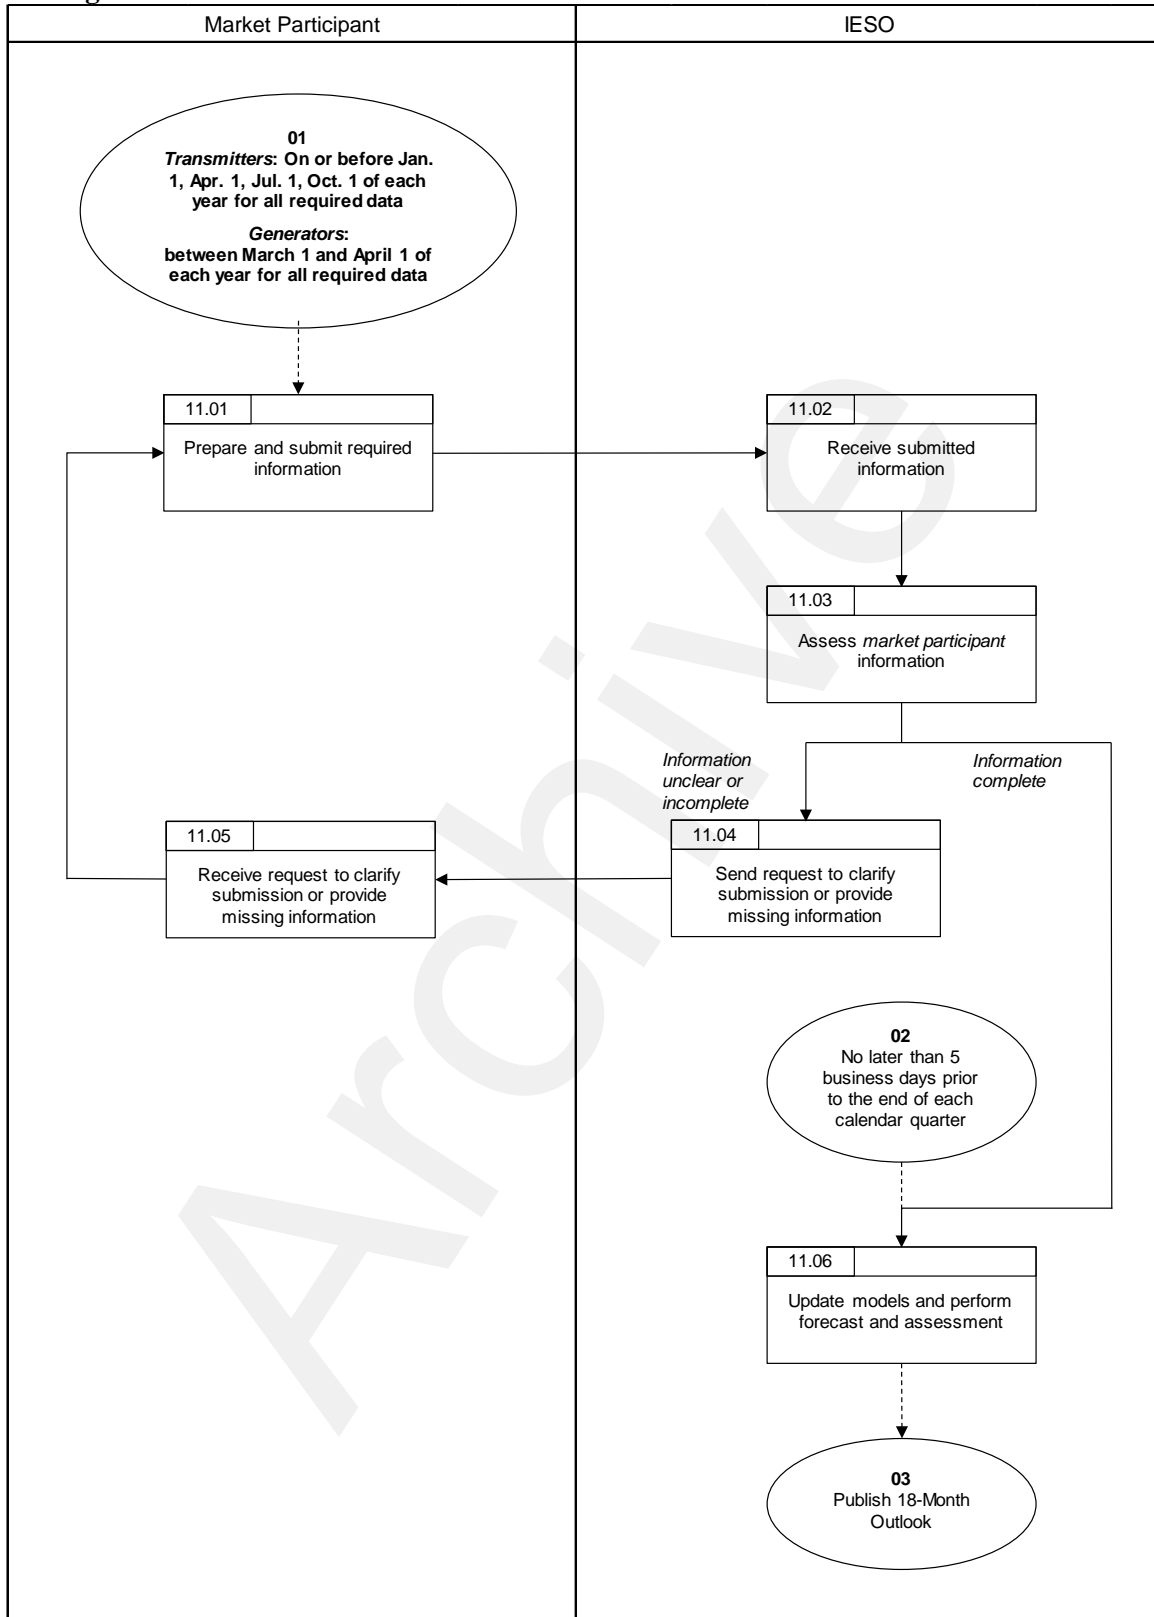 Market Participant
IESO
01
Transmitters: On or before Jan.
1, Apr. 1, Jul. 1, Oct. 1 of each
year for all required data
Generators:
between March 1 and April 1 of
each year for all required data
11.01
Prepare and submit required
information
11.02
Receive submitted
information
11.03
Assess market participant
information
Information
unclear or
incomplete
Information
complete
11.05
Receive request to clarify
submission or provide
missing information
11.04
Send request to clarify
submission or provide
missing information
02
No later than 5
business days prior
to the end of each
calendar quarter
11.06
Update models and perform
forecast and assessment
03
Publish 18-Month
Outlook
Archive